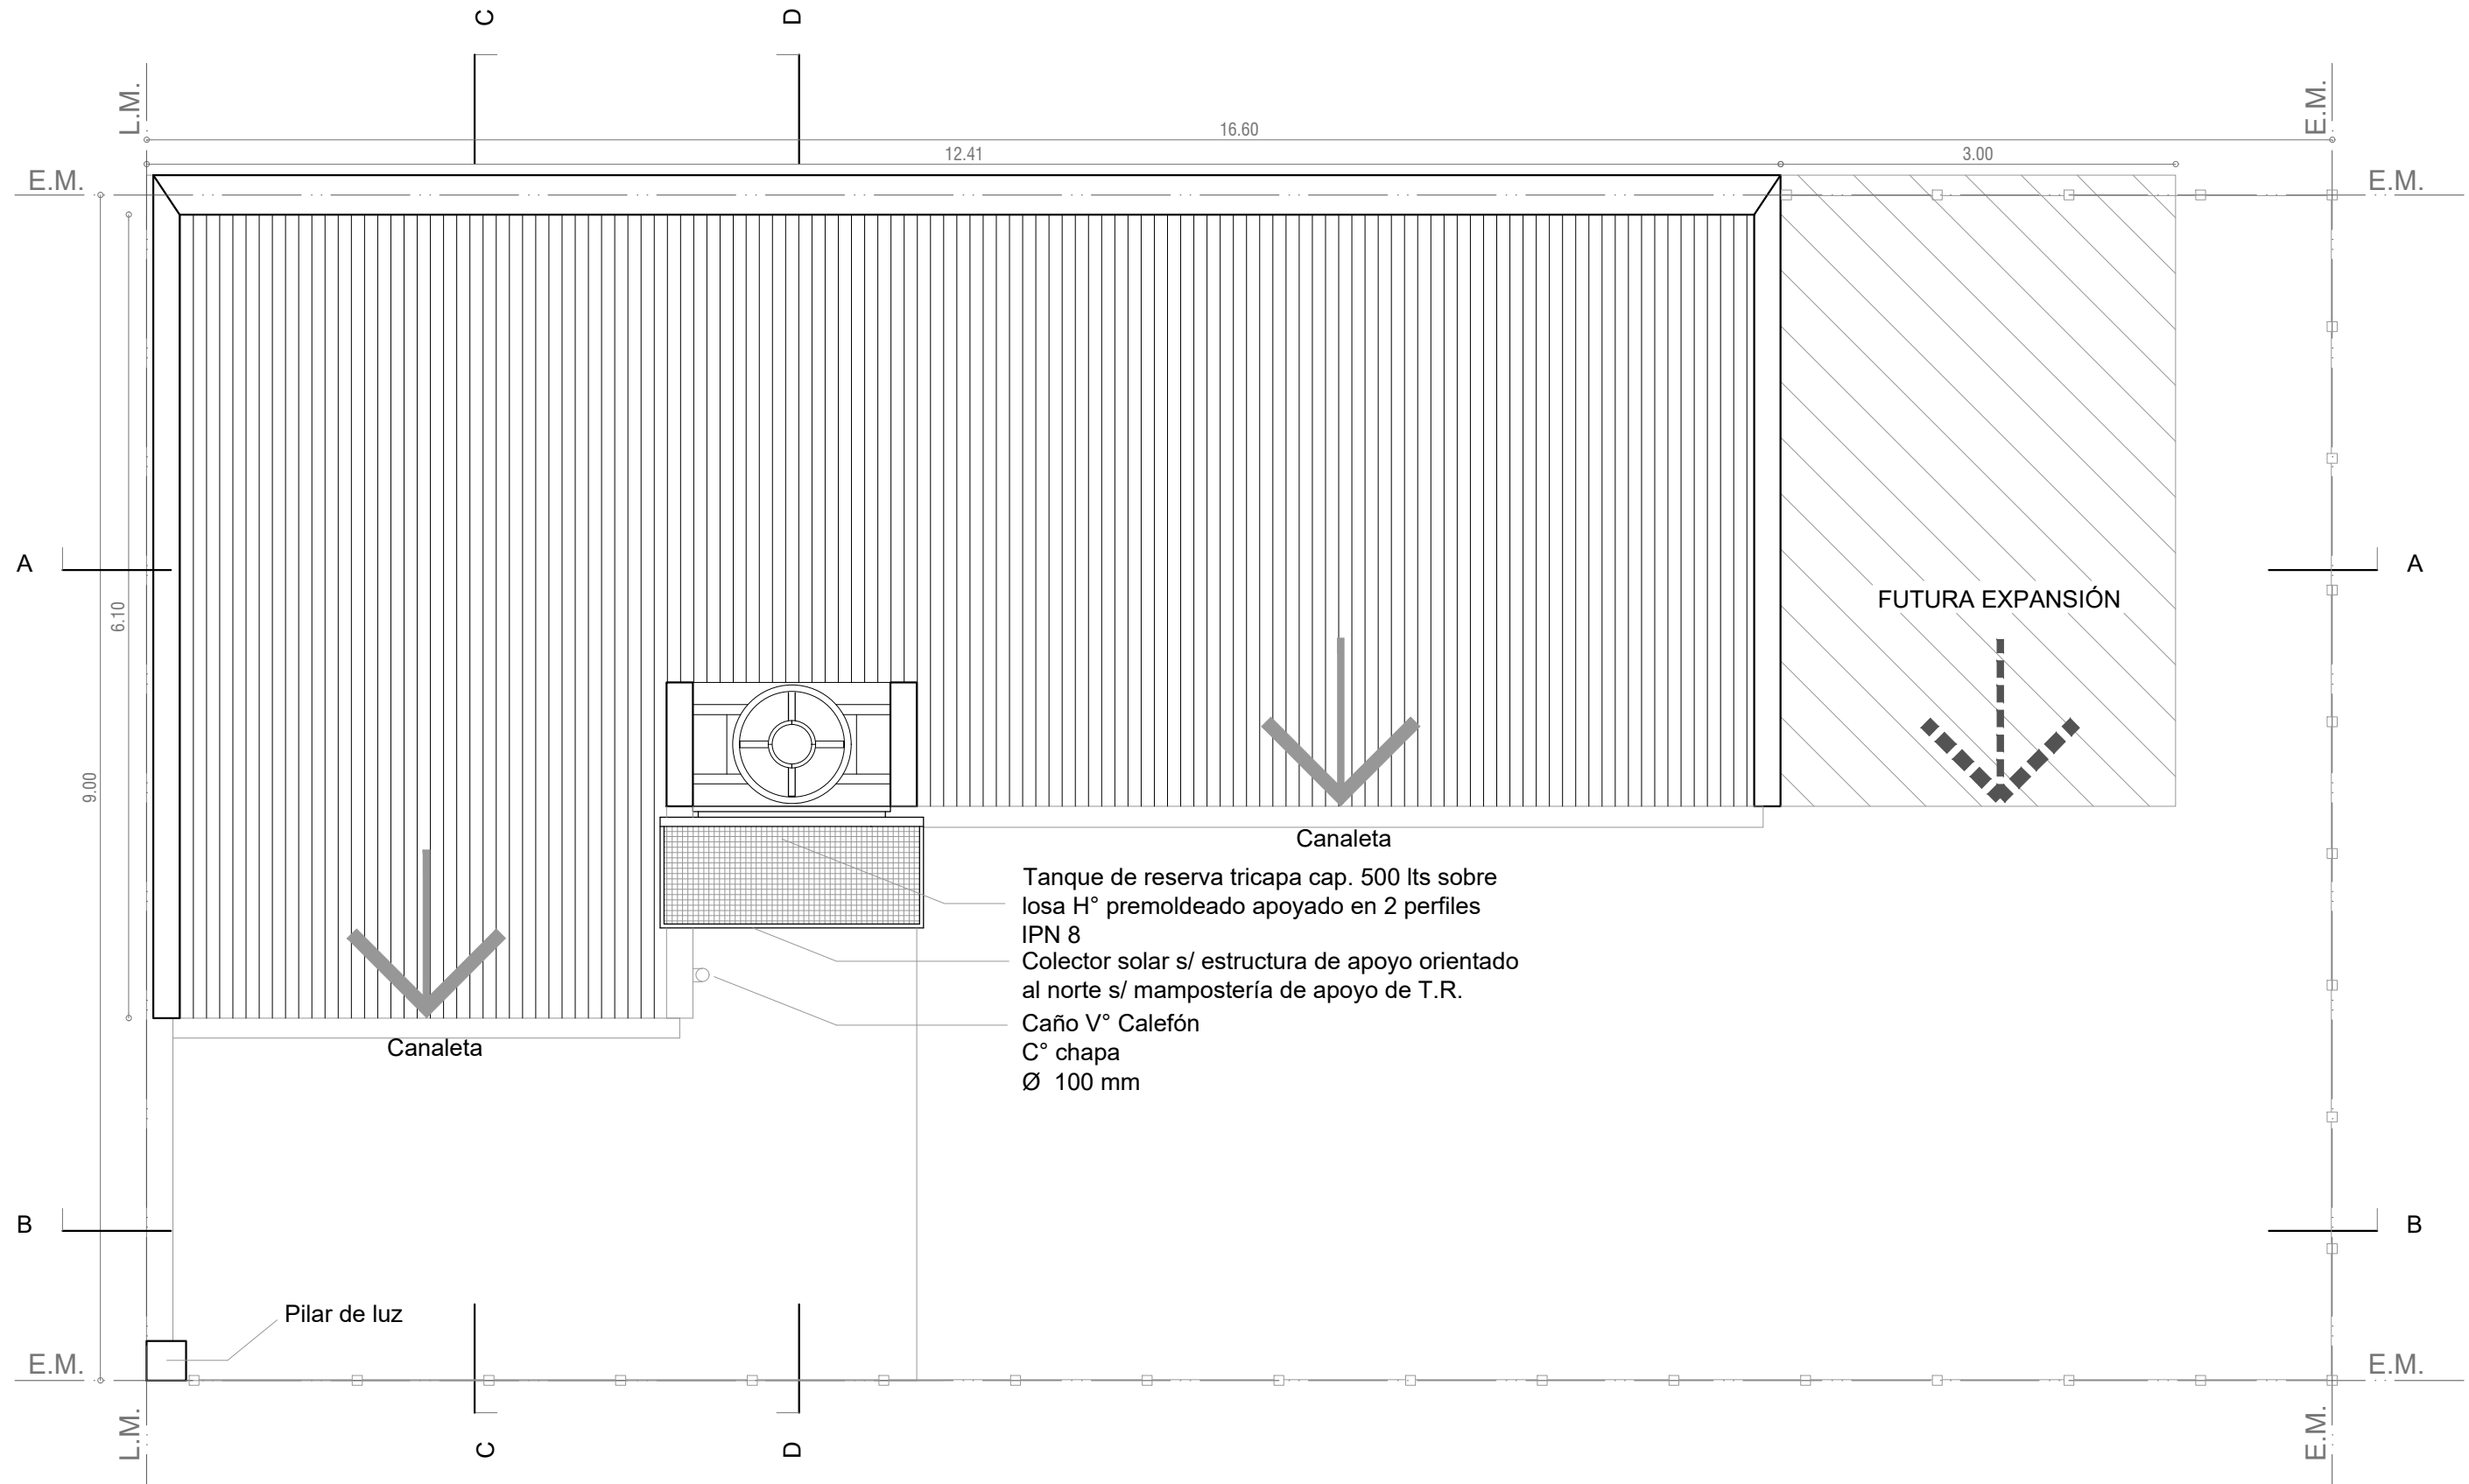 C
D
L.M.
E.M.
16.60
12.41
3.00
E.M.
E.M.
A
A
6.10
FUTURA EXPANSIÓN
9.00
Canaleta
Tanque de reserva tricapa cap. 500 lts sobre
losa H° premoldeado apoyado en 2 perfiles
IPN 8
Colector solar s/ estructura de apoyo orientado
al norte s/ mampostería de apoyo de T.R.
Caño V° Calefón
C° chapa
Ø 100 mm
Canaleta
B
B
Pilar de luz
E.M.
E.M.
L.M.
C
D
E.M.